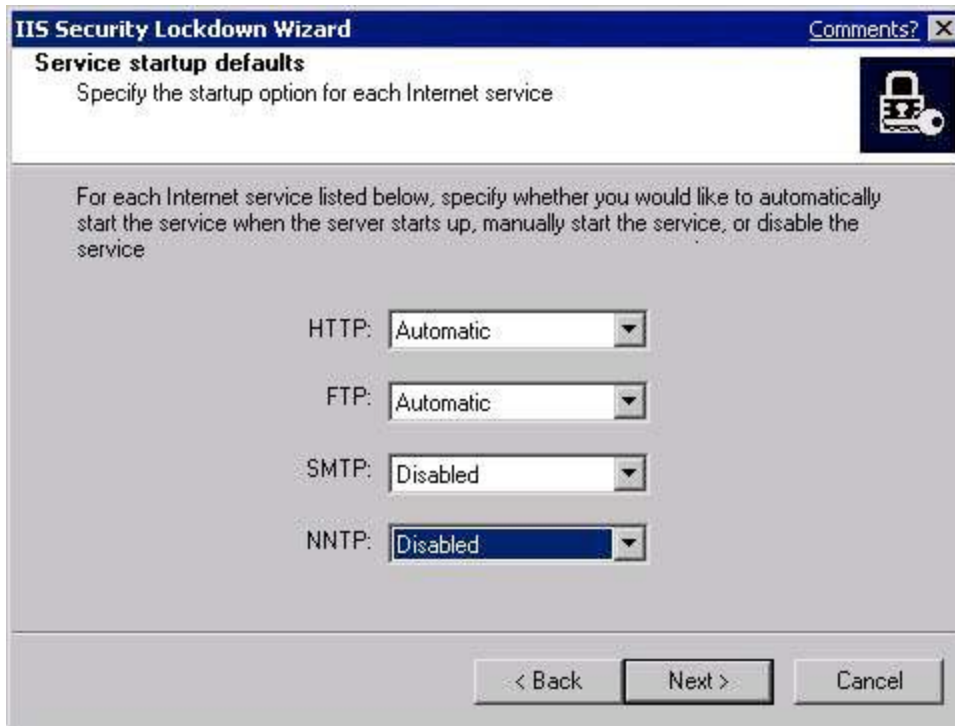 IIS Security Lockdown Wizard Comments?
Service startup defaults
Specify the startup option for each Internet service
For each Internet service listed below, specify whether you would like to automatically
start the service when the server starts up, manually start the service, or disable the
service
HTTP: Automatic
FTP: Automatic
SMTP: Disabled
NNTP: Disabled
< Back Next > Cancel